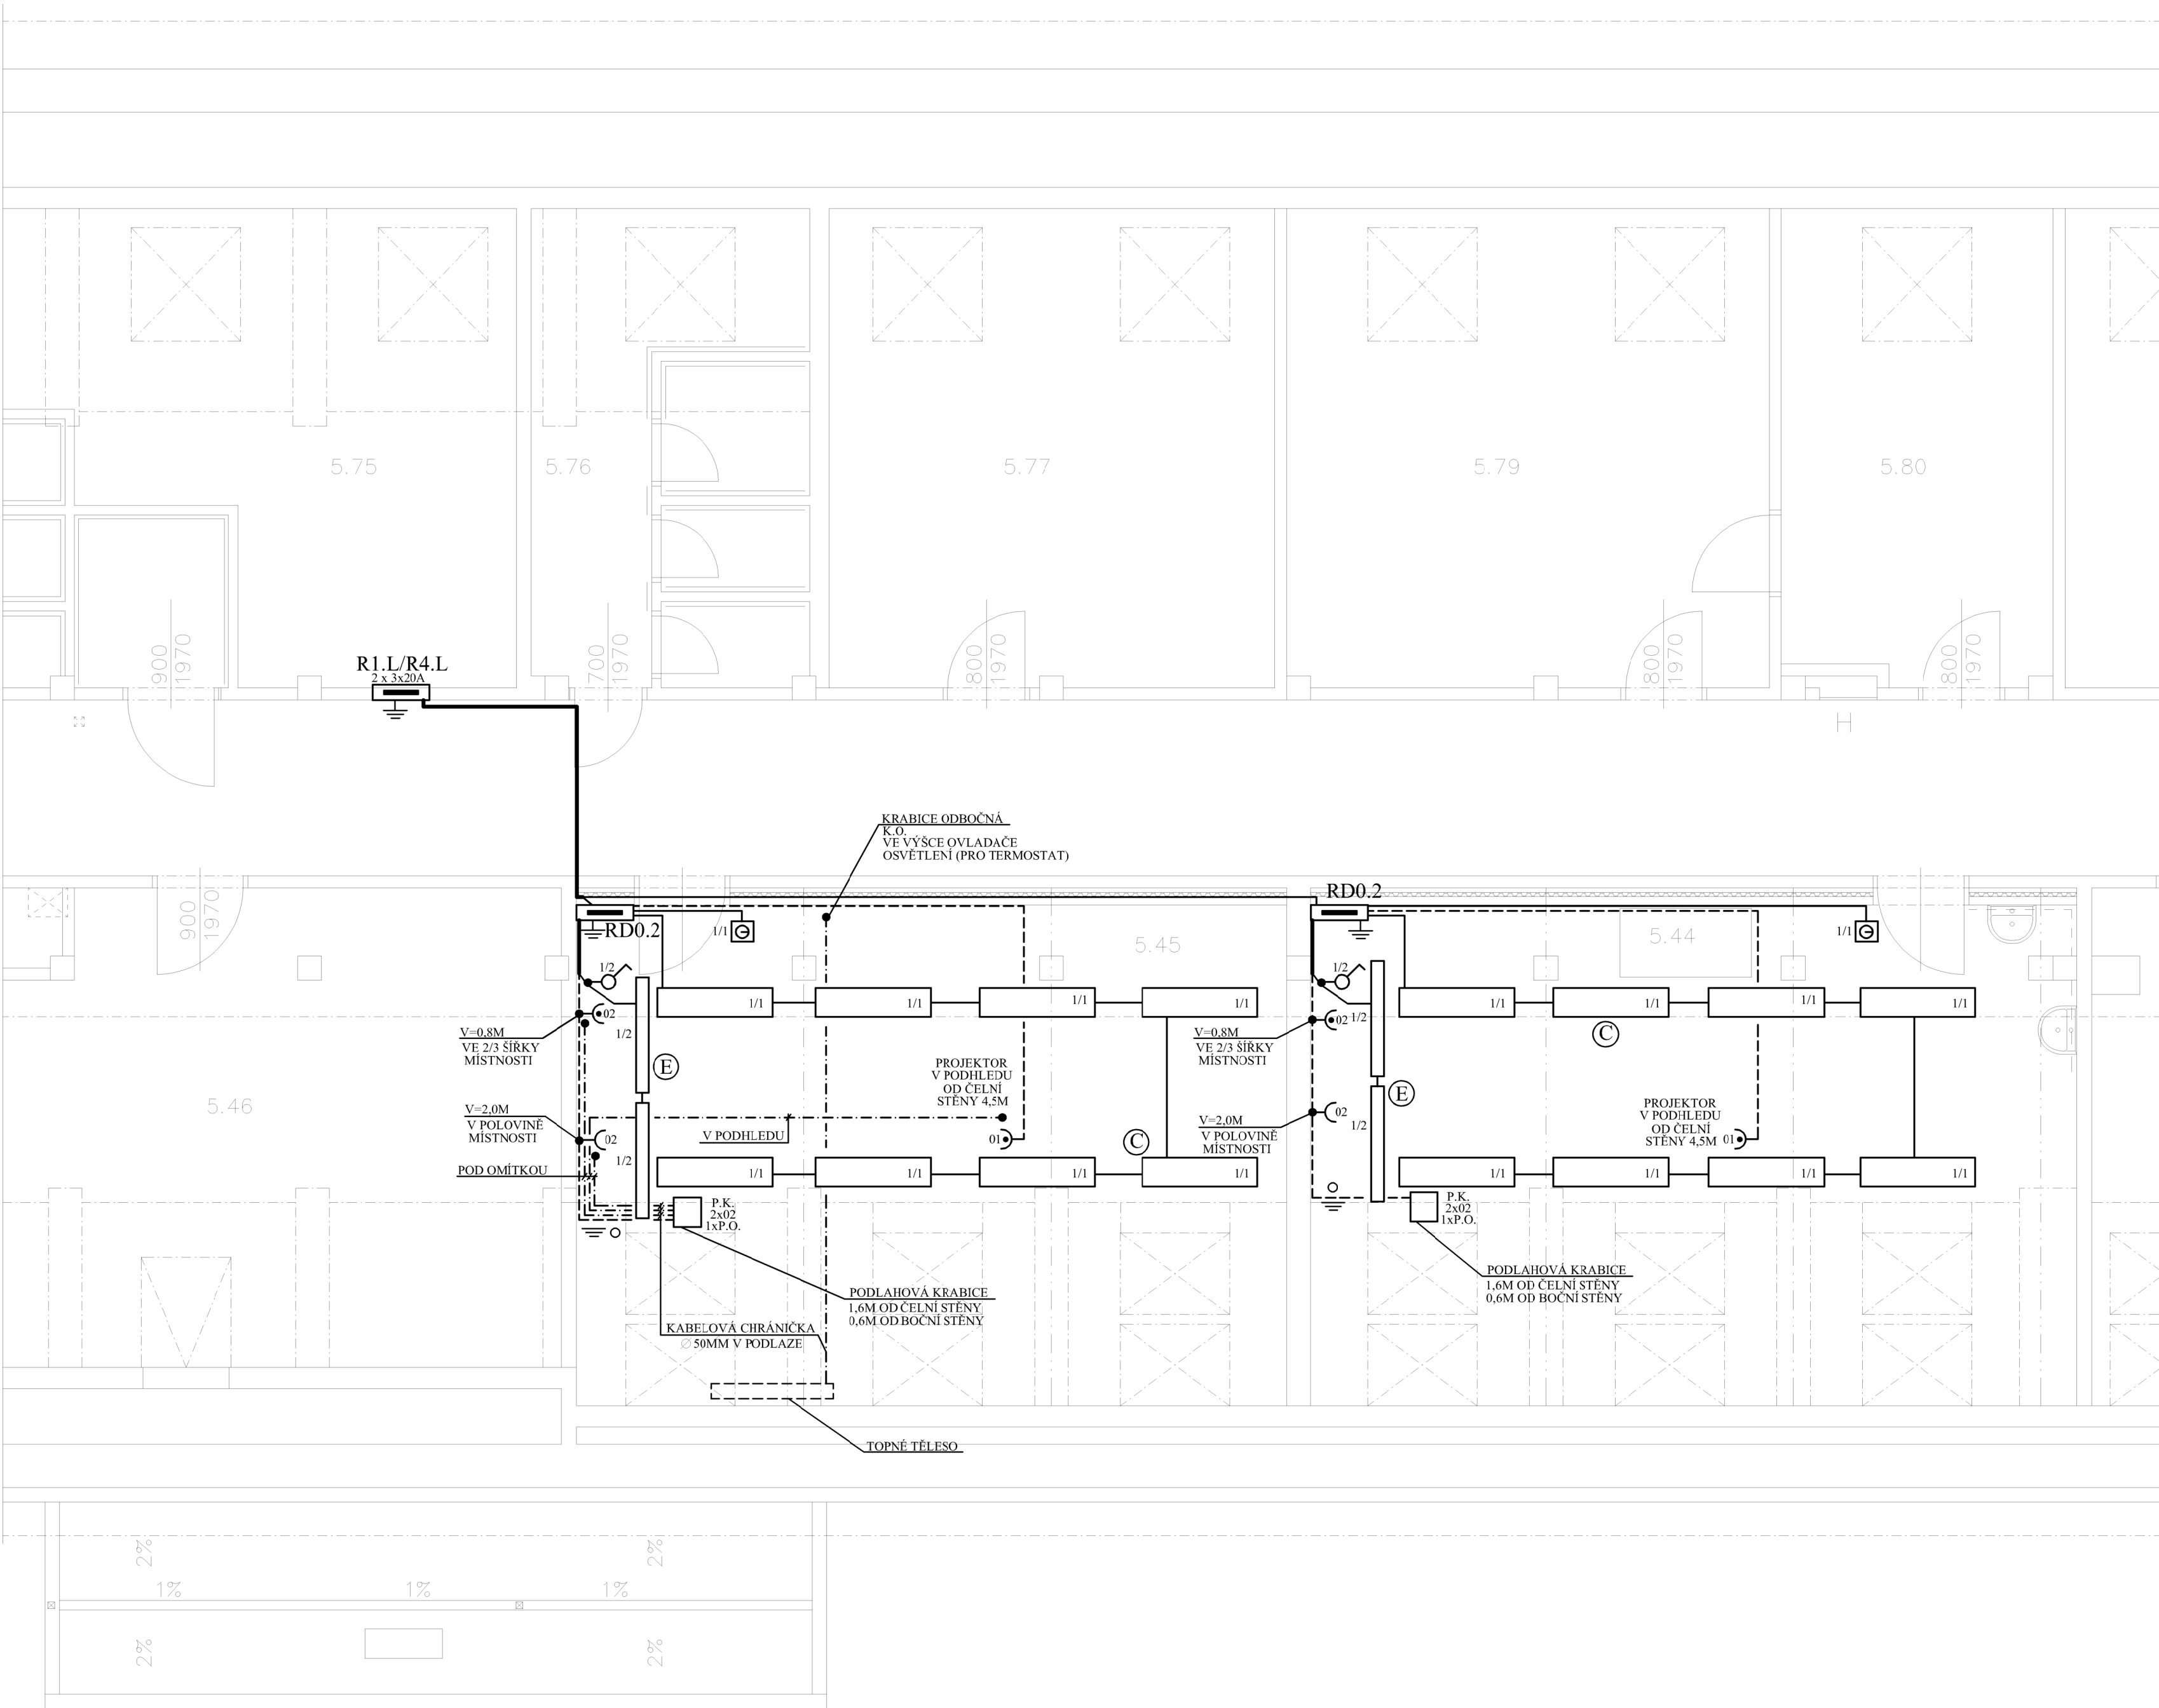 5.75
5.76
5.77
5.79
5.80
900
1970
700
1970
800
1970
800
1970
800
1970
R1.L/R4.L
2 x 3x20A
H
KRABICE ODBOČNÁ
K.O.
VE VÝŠCE OVLADAČE
OSVĚTLENÍ (PRO TERMOSTAT)
900
1970
RD0.2
RD0.2
1/1
1/1
5.45
5.44
1/2
1/2
1/1
1/1
1/1
1/1
1/1
1/1
1/1
1/1
02
02
1/2
1/2
V=0,8M
VE 2/3 ŠÍŘKY
MÍSTNOSTI
V=0,8M
VE 2/3 ŠÍŘKY
MÍSTNOSTI
C
E
E
PROJEKTOR
V PODHLEDU
OD ČELNÍ
STĚNY 4,5M
01
PROJEKTOR
V PODHLEDU
OD ČELNÍ
STĚNY 4,5M
01
5.46
V=2,0M
V POLOVINĚ
MÍSTNOSTI
02
V PODHLEDU
C
V=2,0M
V POLOVINĚ
MÍSTNOSTI
02
1/2
1/2
POD OMÍTKOU
1/1
1/1
1/1
1/1
1/1
1/1
1/1
1/1
P.K.
2x02
1xP.O.
P.K.
2x02
1xP.O.
PODLAHOVÁ KRABICE
1,6M OD ČELNÍ STĚNY
0,6M OD BOČNÍ STĚNY
PODLAHOVÁ KRABICE
1,6M OD ČELNÍ STĚNY
0,6M OD BOČNÍ STĚNY
KABELOVÁ CHRÁNIČKA
∅50MM V PODLAZE
TOPNÉ TĚLESO
2%
2%
1%
1%
1%
2%
2%